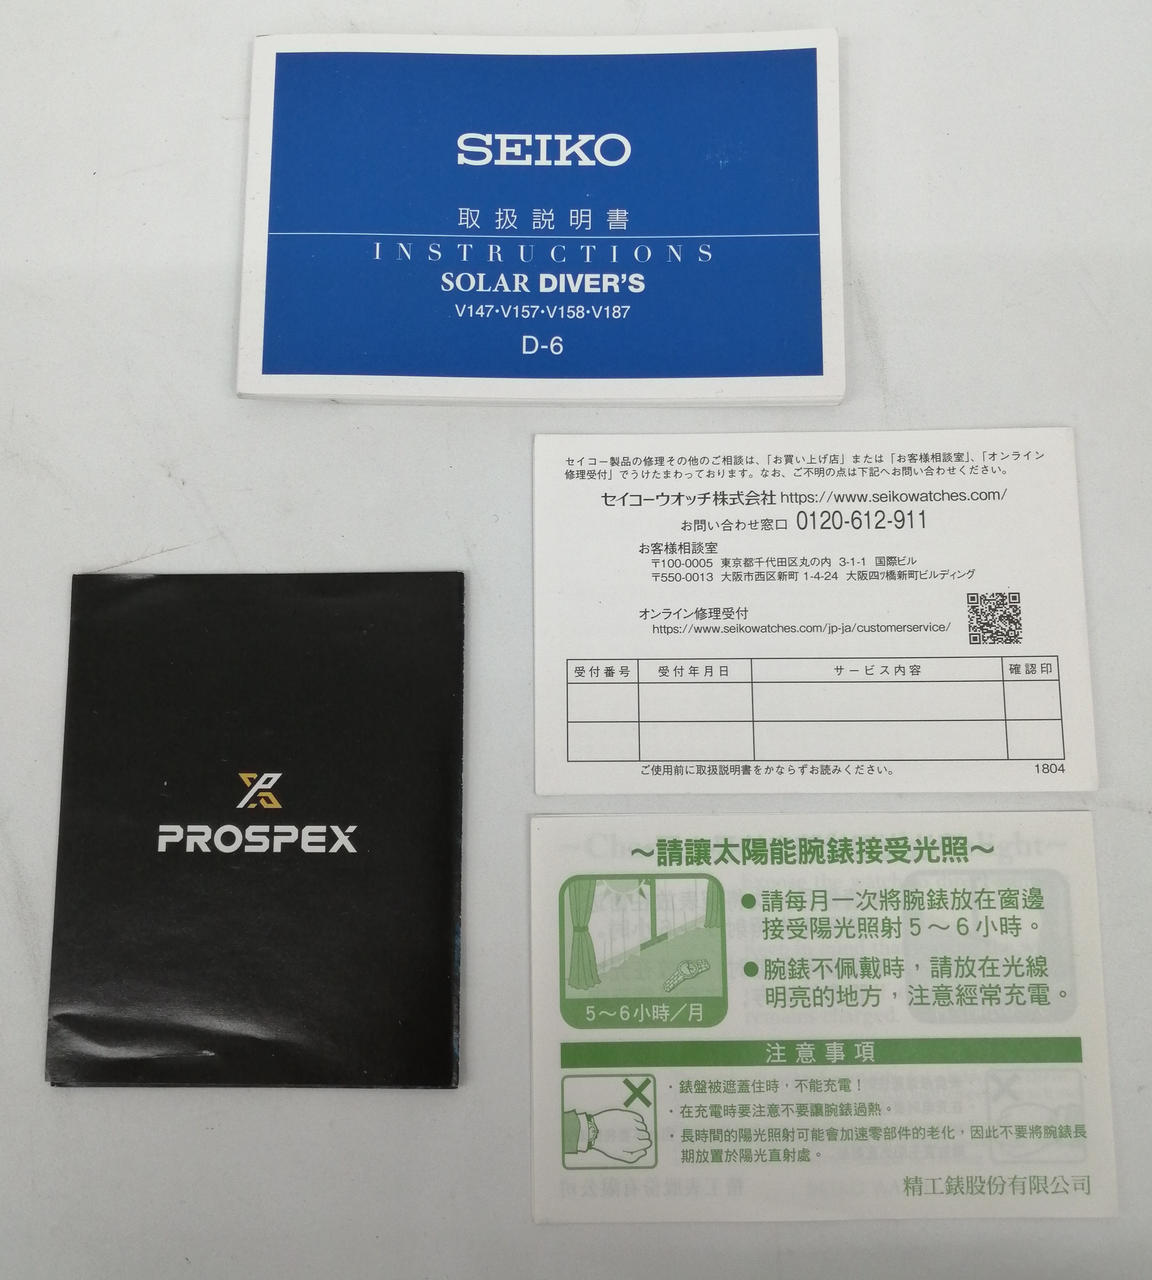 SEIKO
取扱説明書
INSTRUCTIONS
SOLAR DIVER'S
V147・V157・V158・V187
D-6
セイコー製品の修理その他のご相談は、「お買い上げ店」または「お客様相談室」、「オンライン
修理受付」でうけたまわっております。なお、ご不明の点は下記へお問い合わせください。
セイコーウオッチ株式会社 https://www.seikowatches.com/
お問い合わせ窓口 0120-612-911
お客様相談室
〒100-0005 東京都千代田区丸の内 3-1-1 国際ビル
〒550-0013 大阪市西区新町 1-4-24 大阪四ツ橋新町ビルディング
オンライン修理受付
https://www.seikowatches.com/jp-ja/customerservice/
受付番号 受付年月日 サービス内容 確認印
ご使用前に取扱説明書をかならずお読みください。 1804
PROSPEX
～請讓太陽能腕錶接受光照～
●請每月一次將腕錶放在窗邊
接受陽光照射5～6小時。
●腕錶不佩戴時，請放在光線
明亮的地方，注意經常充電。
5～6小時／月
注意事項
・錶盤被遮蓋住時，不能充電！
・在充電時要注意不要讓腕錶過熱。
・長時間的陽光照射可能會加速零部件的老化，因此不要將腕錶長
期放置於陽光直射處。
精工錶股份有限公司